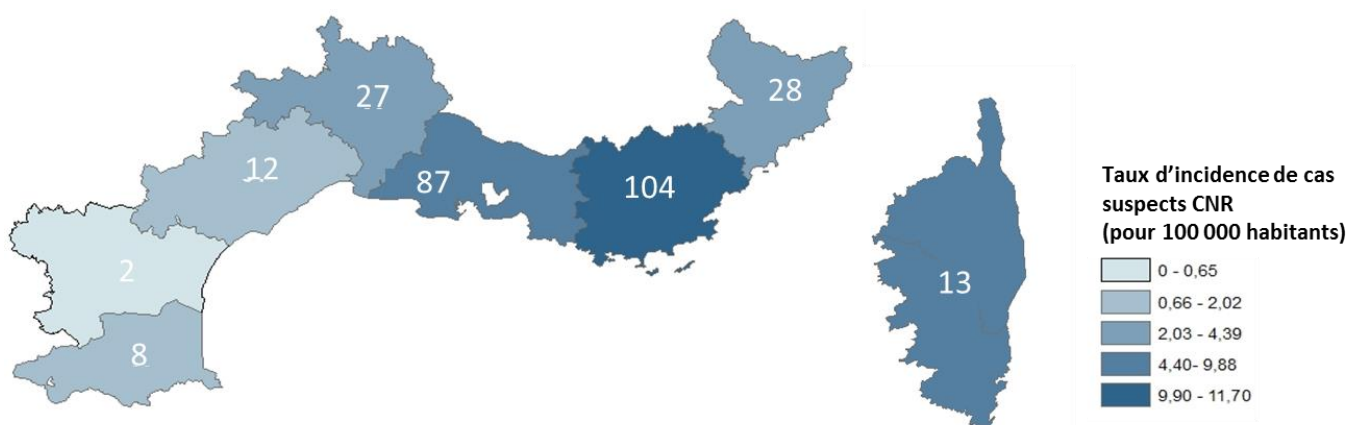 28
27
12
87
104
2
13
8
Taux d’incidence de cas
suspects CNR
(pour 100 000 habitants)
0 - 0,65
0,66 - 2,02
2,03 - 4,39
4,40- 9,88
9,90 - 11,70